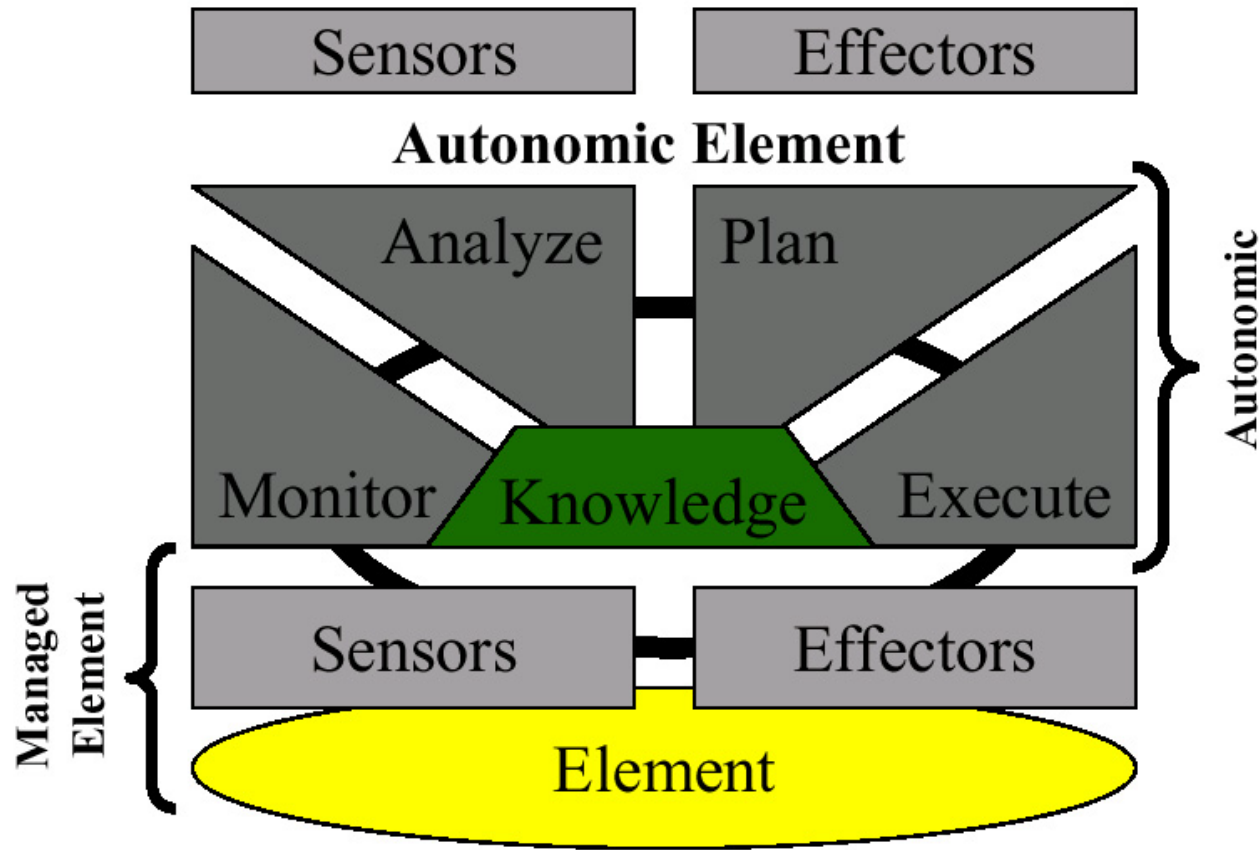 Sensors
Effectors
Autonomic Element
Analyze
Plan
Monitor
Knowledge
Execute
Autonomic
Managed
Element
Sensors
Effectors
Element